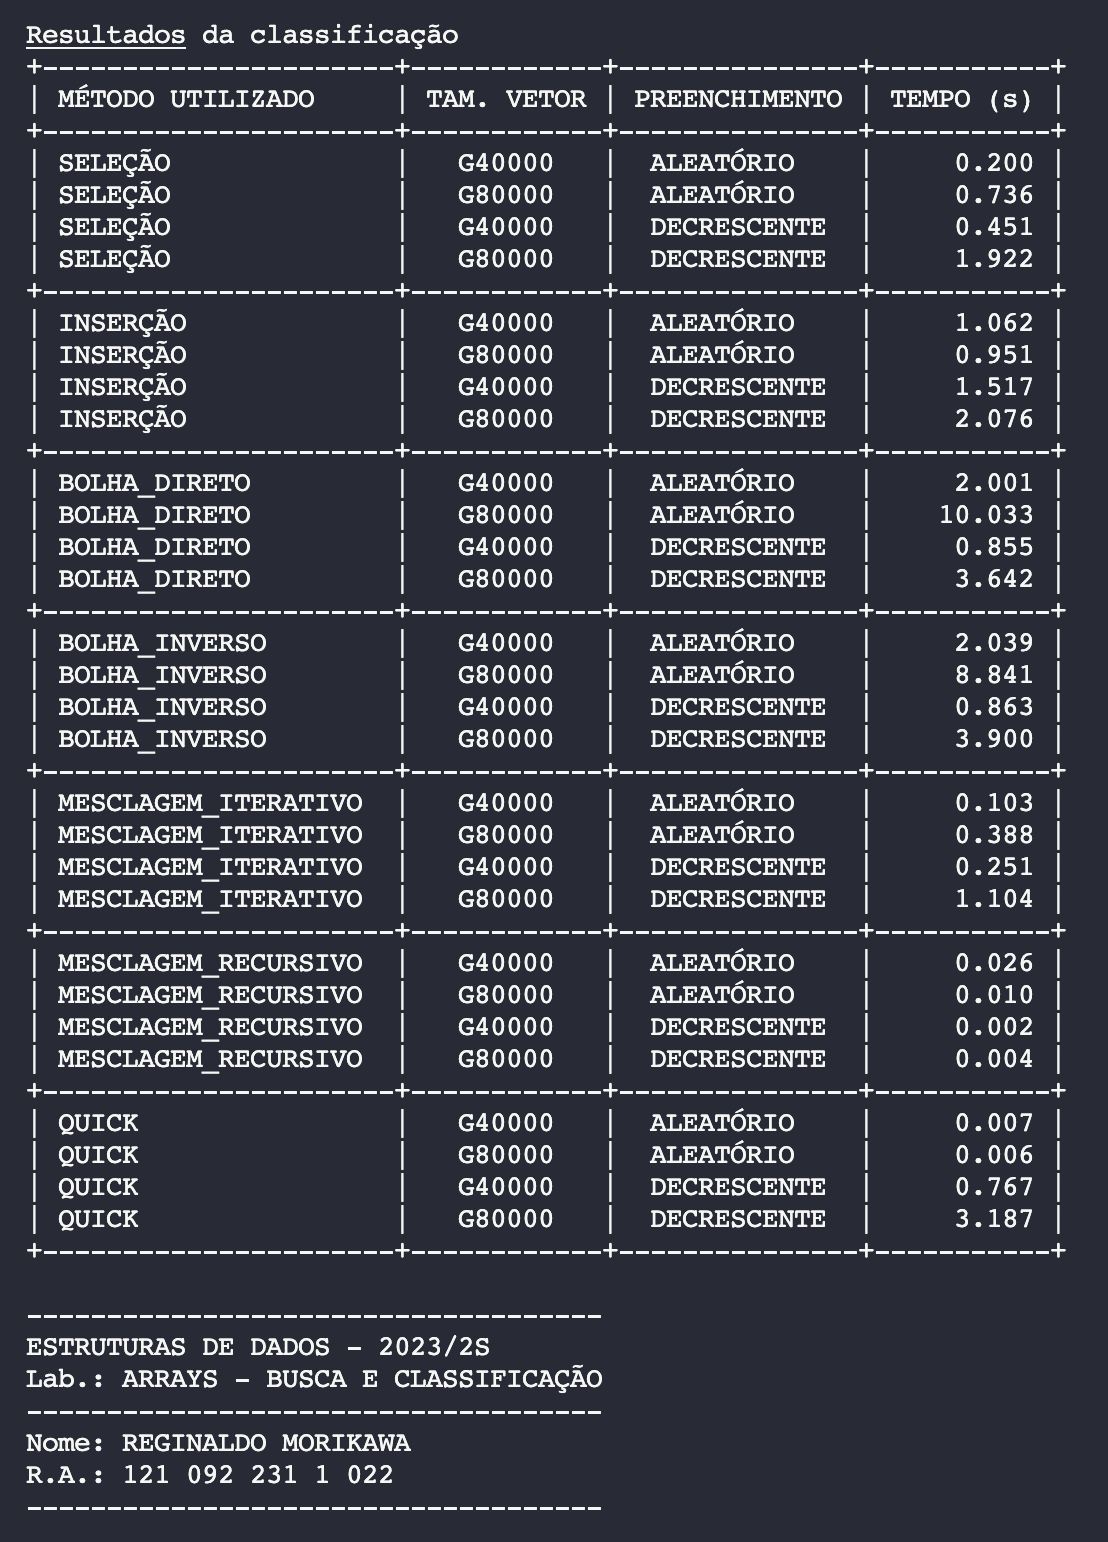 Resultados da classificação
+----------------------+------------+---------------+-----------+
| MÉTODO UTILIZADO     | TAM. VETOR | PREENCHIMENTO | TEMPO (s) |
+----------------------+------------+---------------+-----------+
| SELEÇÃO              |   G40000   |  ALEATÓRIO    |     0.200 |
| SELEÇÃO              |   G80000   |  ALEATÓRIO    |     0.736 |
| SELEÇÃO              |   G40000   |  DECRESCENTE  |     0.451 |
| SELEÇÃO              |   G80000   |  DECRESCENTE  |     1.922 |
+----------------------+------------+---------------+-----------+
| INSERÇÃO             |   G40000   |  ALEATÓRIO    |     1.062 |
| INSERÇÃO             |   G80000   |  ALEATÓRIO    |     0.951 |
| INSERÇÃO             |   G40000   |  DECRESCENTE  |     1.517 |
| INSERÇÃO             |   G80000   |  DECRESCENTE  |     2.076 |
+----------------------+------------+---------------+-----------+
| BOLHA_DIRETO         |   G40000   |  ALEATÓRIO    |     2.001 |
| BOLHA_DIRETO         |   G80000   |  ALEATÓRIO    |    10.033 |
| BOLHA_DIRETO         |   G40000   |  DECRESCENTE  |     0.855 |
| BOLHA_DIRETO         |   G80000   |  DECRESCENTE  |     3.642 |
+----------------------+------------+---------------+-----------+
| BOLHA_INVERSO        |   G40000   |  ALEATÓRIO    |     2.039 |
| BOLHA_INVERSO        |   G80000   |  ALEATÓRIO    |     8.841 |
| BOLHA_INVERSO        |   G40000   |  DECRESCENTE  |     0.863 |
| BOLHA_INVERSO        |   G80000   |  DECRESCENTE  |     3.900 |
+----------------------+------------+---------------+-----------+
| MESCLAGEM_ITERATIVO  |   G40000   |  ALEATÓRIO    |     0.103 |
| MESCLAGEM_ITERATIVO  |   G80000   |  ALEATÓRIO    |     0.388 |
| MESCLAGEM_ITERATIVO  |   G40000   |  DECRESCENTE  |     0.251 |
| MESCLAGEM_ITERATIVO  |   G80000   |  DECRESCENTE  |     1.104 |
+----------------------+------------+---------------+-----------+
| MESCLAGEM_RECURSIVO  |   G40000   |  ALEATÓRIO    |     0.026 |
| MESCLAGEM_RECURSIVO  |   G80000   |  ALEATÓRIO    |     0.010 |
| MESCLAGEM_RECURSIVO  |   G40000   |  DECRESCENTE  |     0.002 |
| MESCLAGEM_RECURSIVO  |   G80000   |  DECRESCENTE  |     0.004 |
+----------------------+------------+---------------+-----------+
| QUICK                |   G40000   |  ALEATÓRIO    |     0.007 |
| QUICK                |   G80000   |  ALEATÓRIO    |     0.006 |
| QUICK                |   G40000   |  DECRESCENTE  |     0.767 |
| QUICK                |   G80000   |  DECRESCENTE  |     3.187 |
+----------------------+------------+---------------+-----------+
------------------------------------
ESTRUTURAS DE DADOS - 2023/2S
Lab.: ARRAYS - BUSCA E CLASSIFICAÇÃO
------------------------------------
Nome: REGINALDO MORIKAWA
R.A.: 121 092 231 1 022
------------------------------------